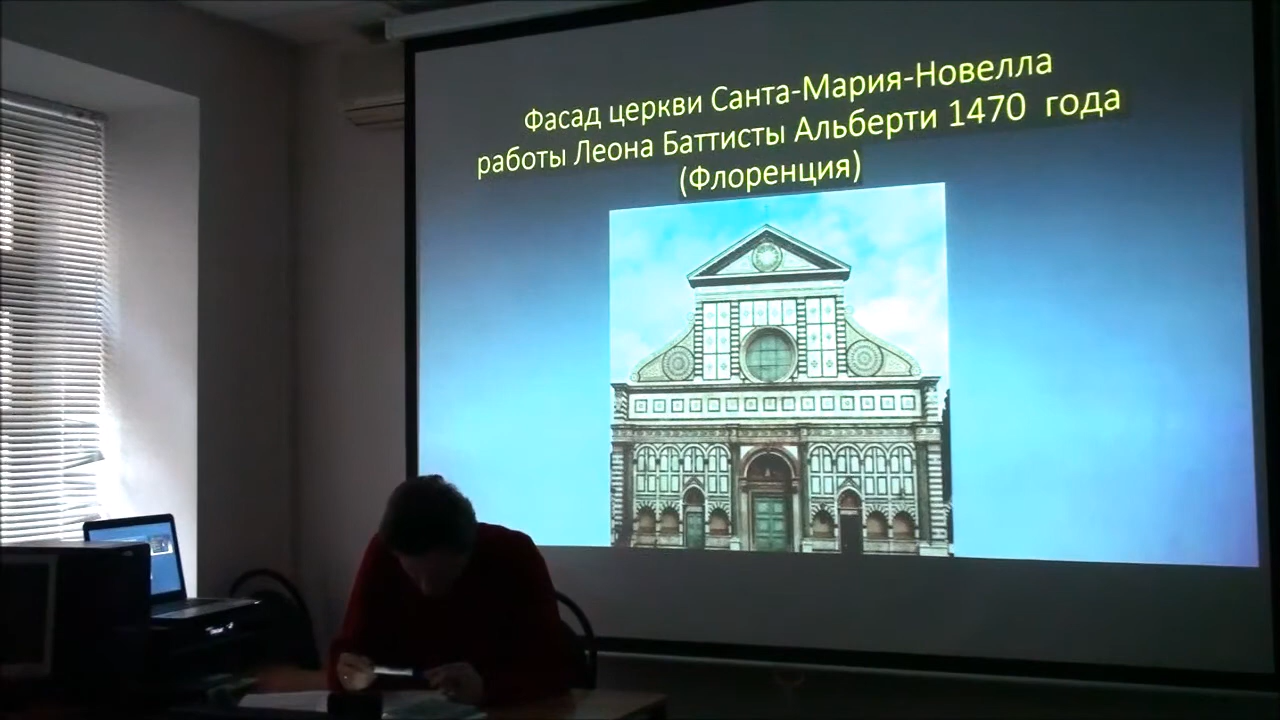 Фасад церкви Санта-Мария-Новелла
работы Леона Баттисты Альберти 1470 года
(Флоренция)